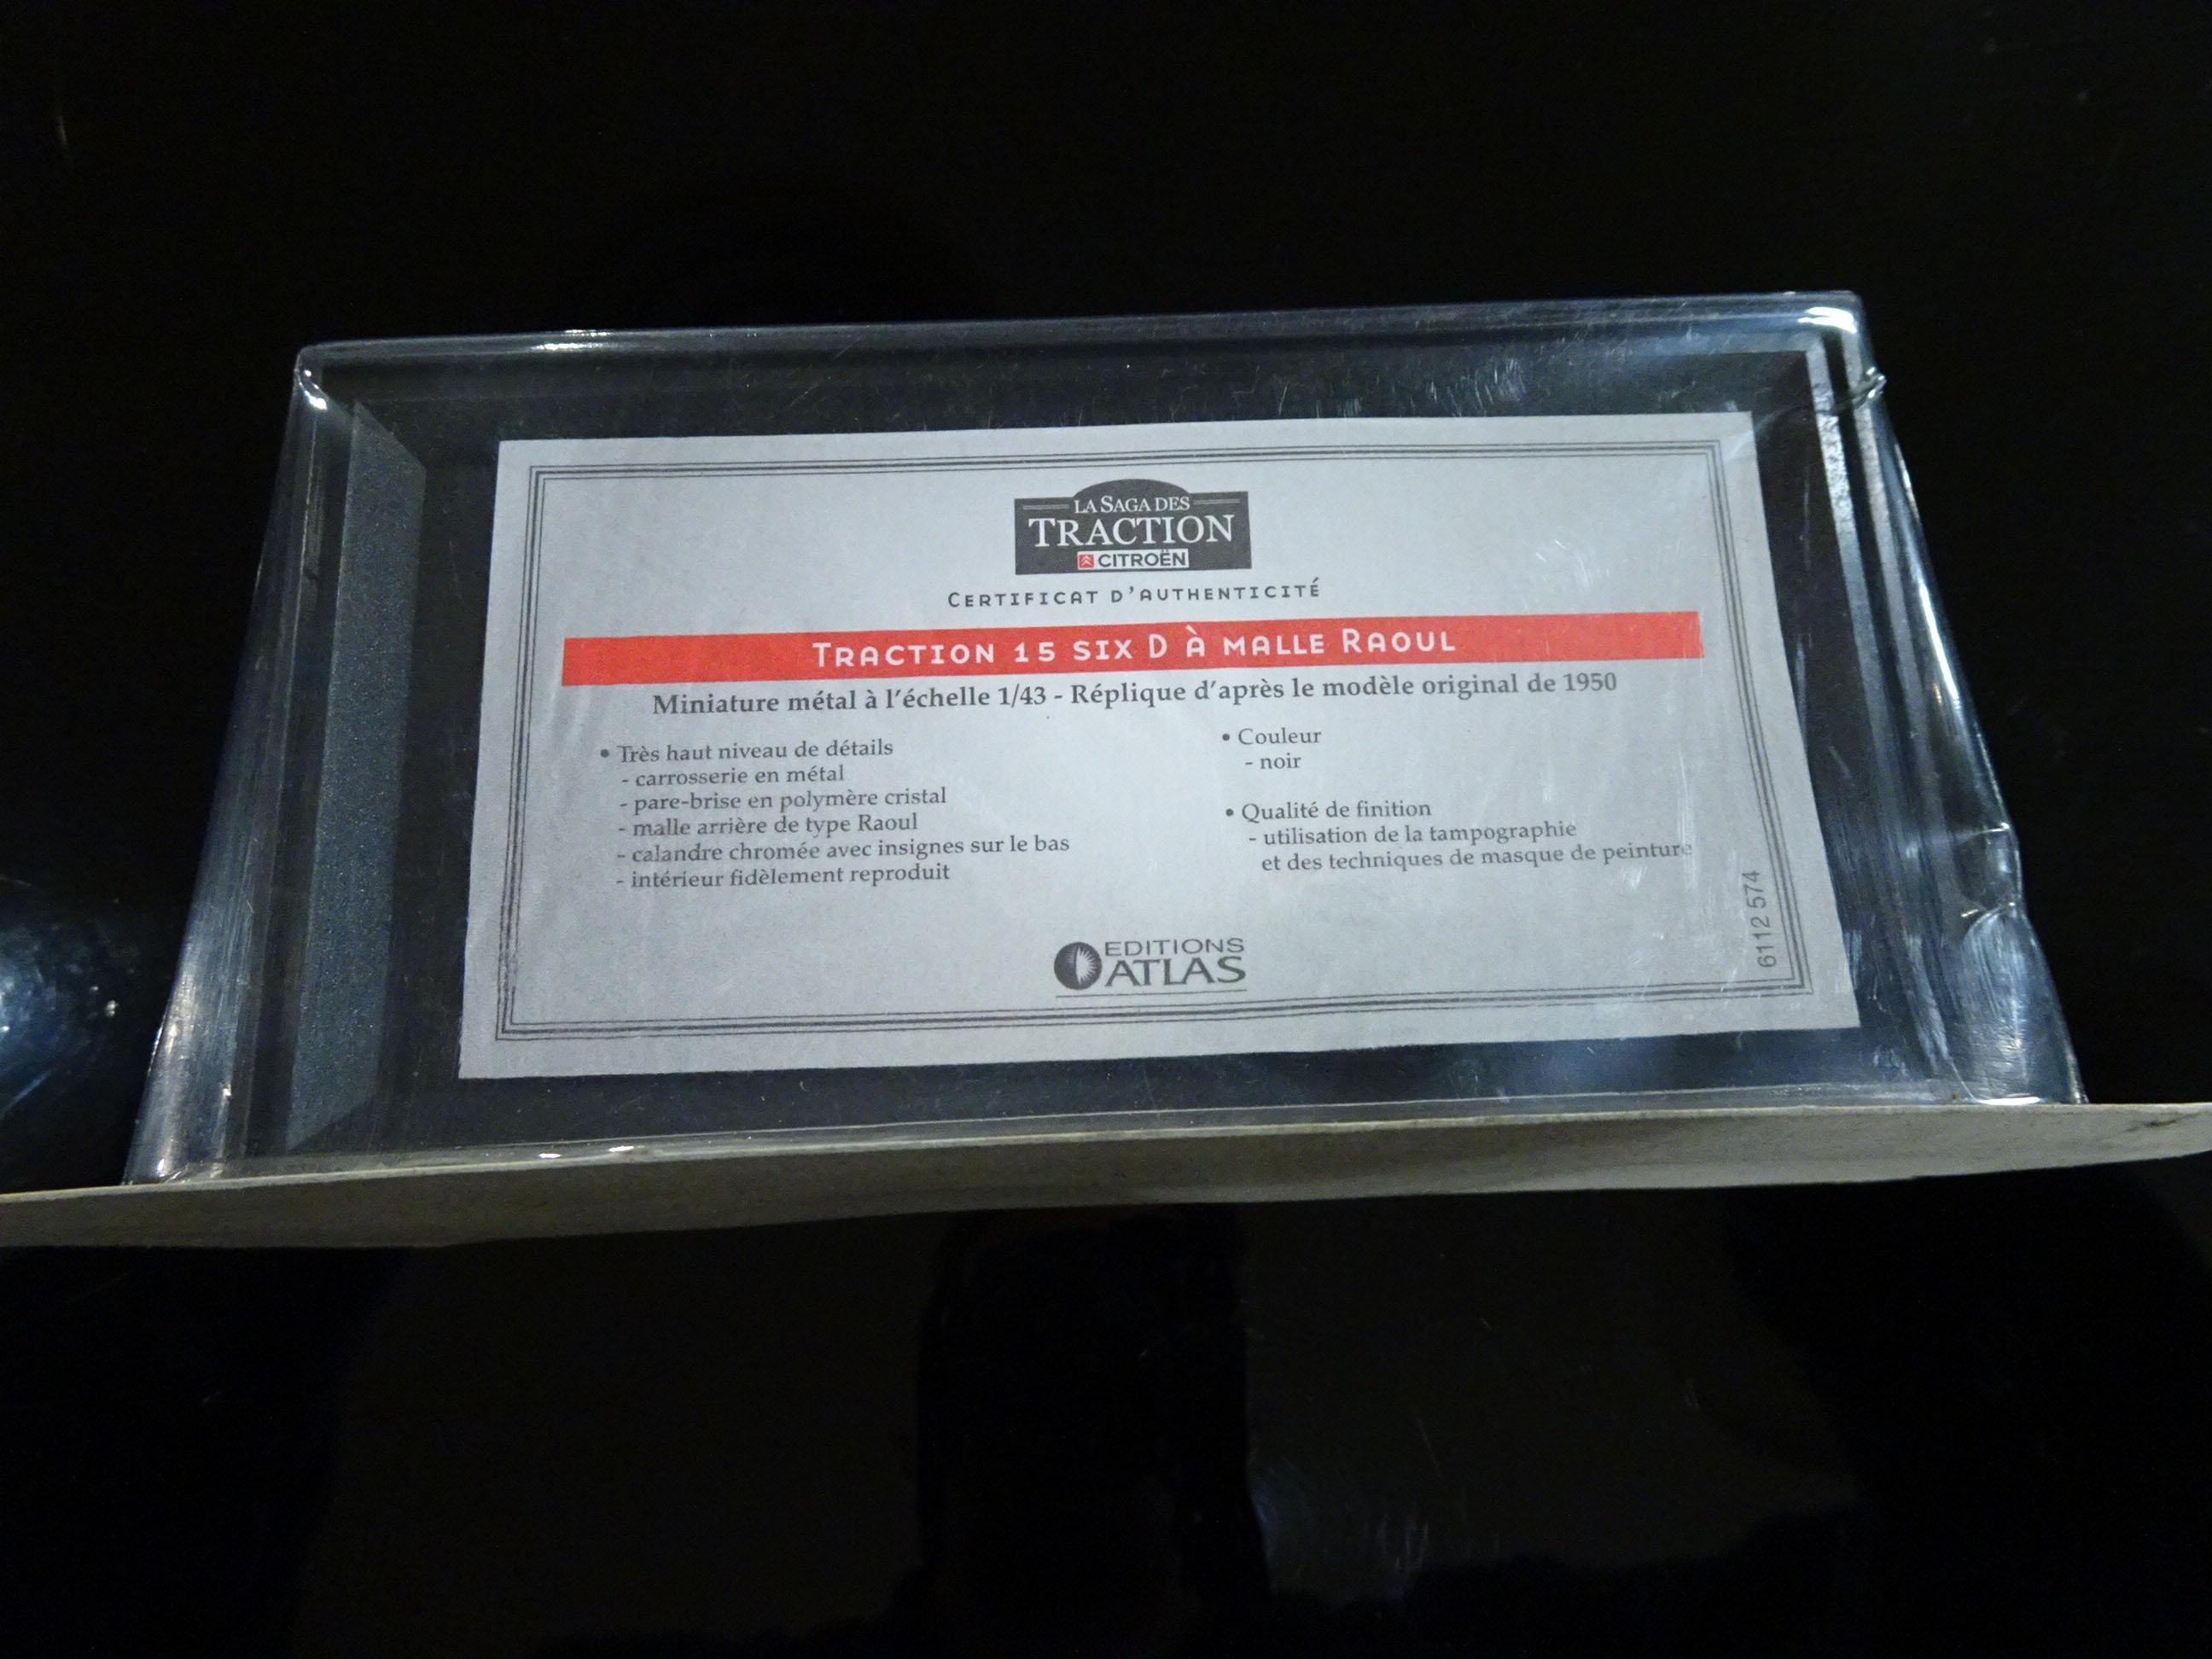 LA SAGA DES
TRACTION
CITROËN
CERTIFICAT D'AUTHENTICITÉ
TRACTION 15 SIX D À MALLE RAOUL
Miniature métal à l'échelle 1/43 - Réplique d'après le modèle original de 1950
• Très haut niveau de détails
- carrosserie en métal
- pare-brise en polymère cristal
- malle arrière de type Raoul
- calandre chromée avec insignes sur le bas
- intérieur fidèlement reproduit
• Couleur
- noir
• Qualité de finition
- utilisation de la tampographie
et des techniques de masque de peinture
6112 574
EDITIONS
ATLAS